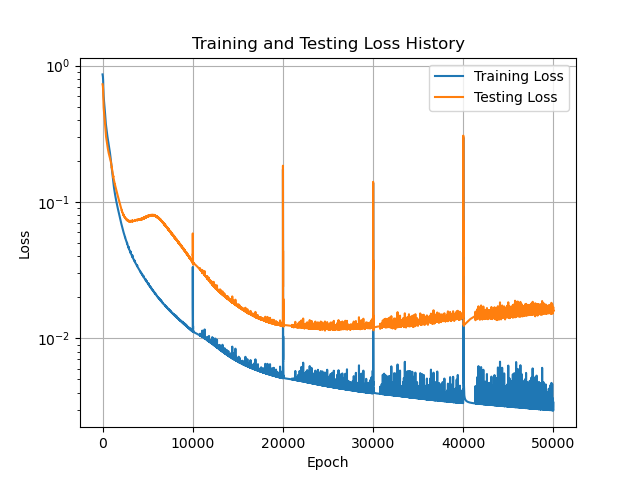 Training and Testing Loss History
Training Loss
Testing Loss
10⁰
10⁻¹
10⁻²
Loss
0 10000 20000 30000 40000 50000
Epoch